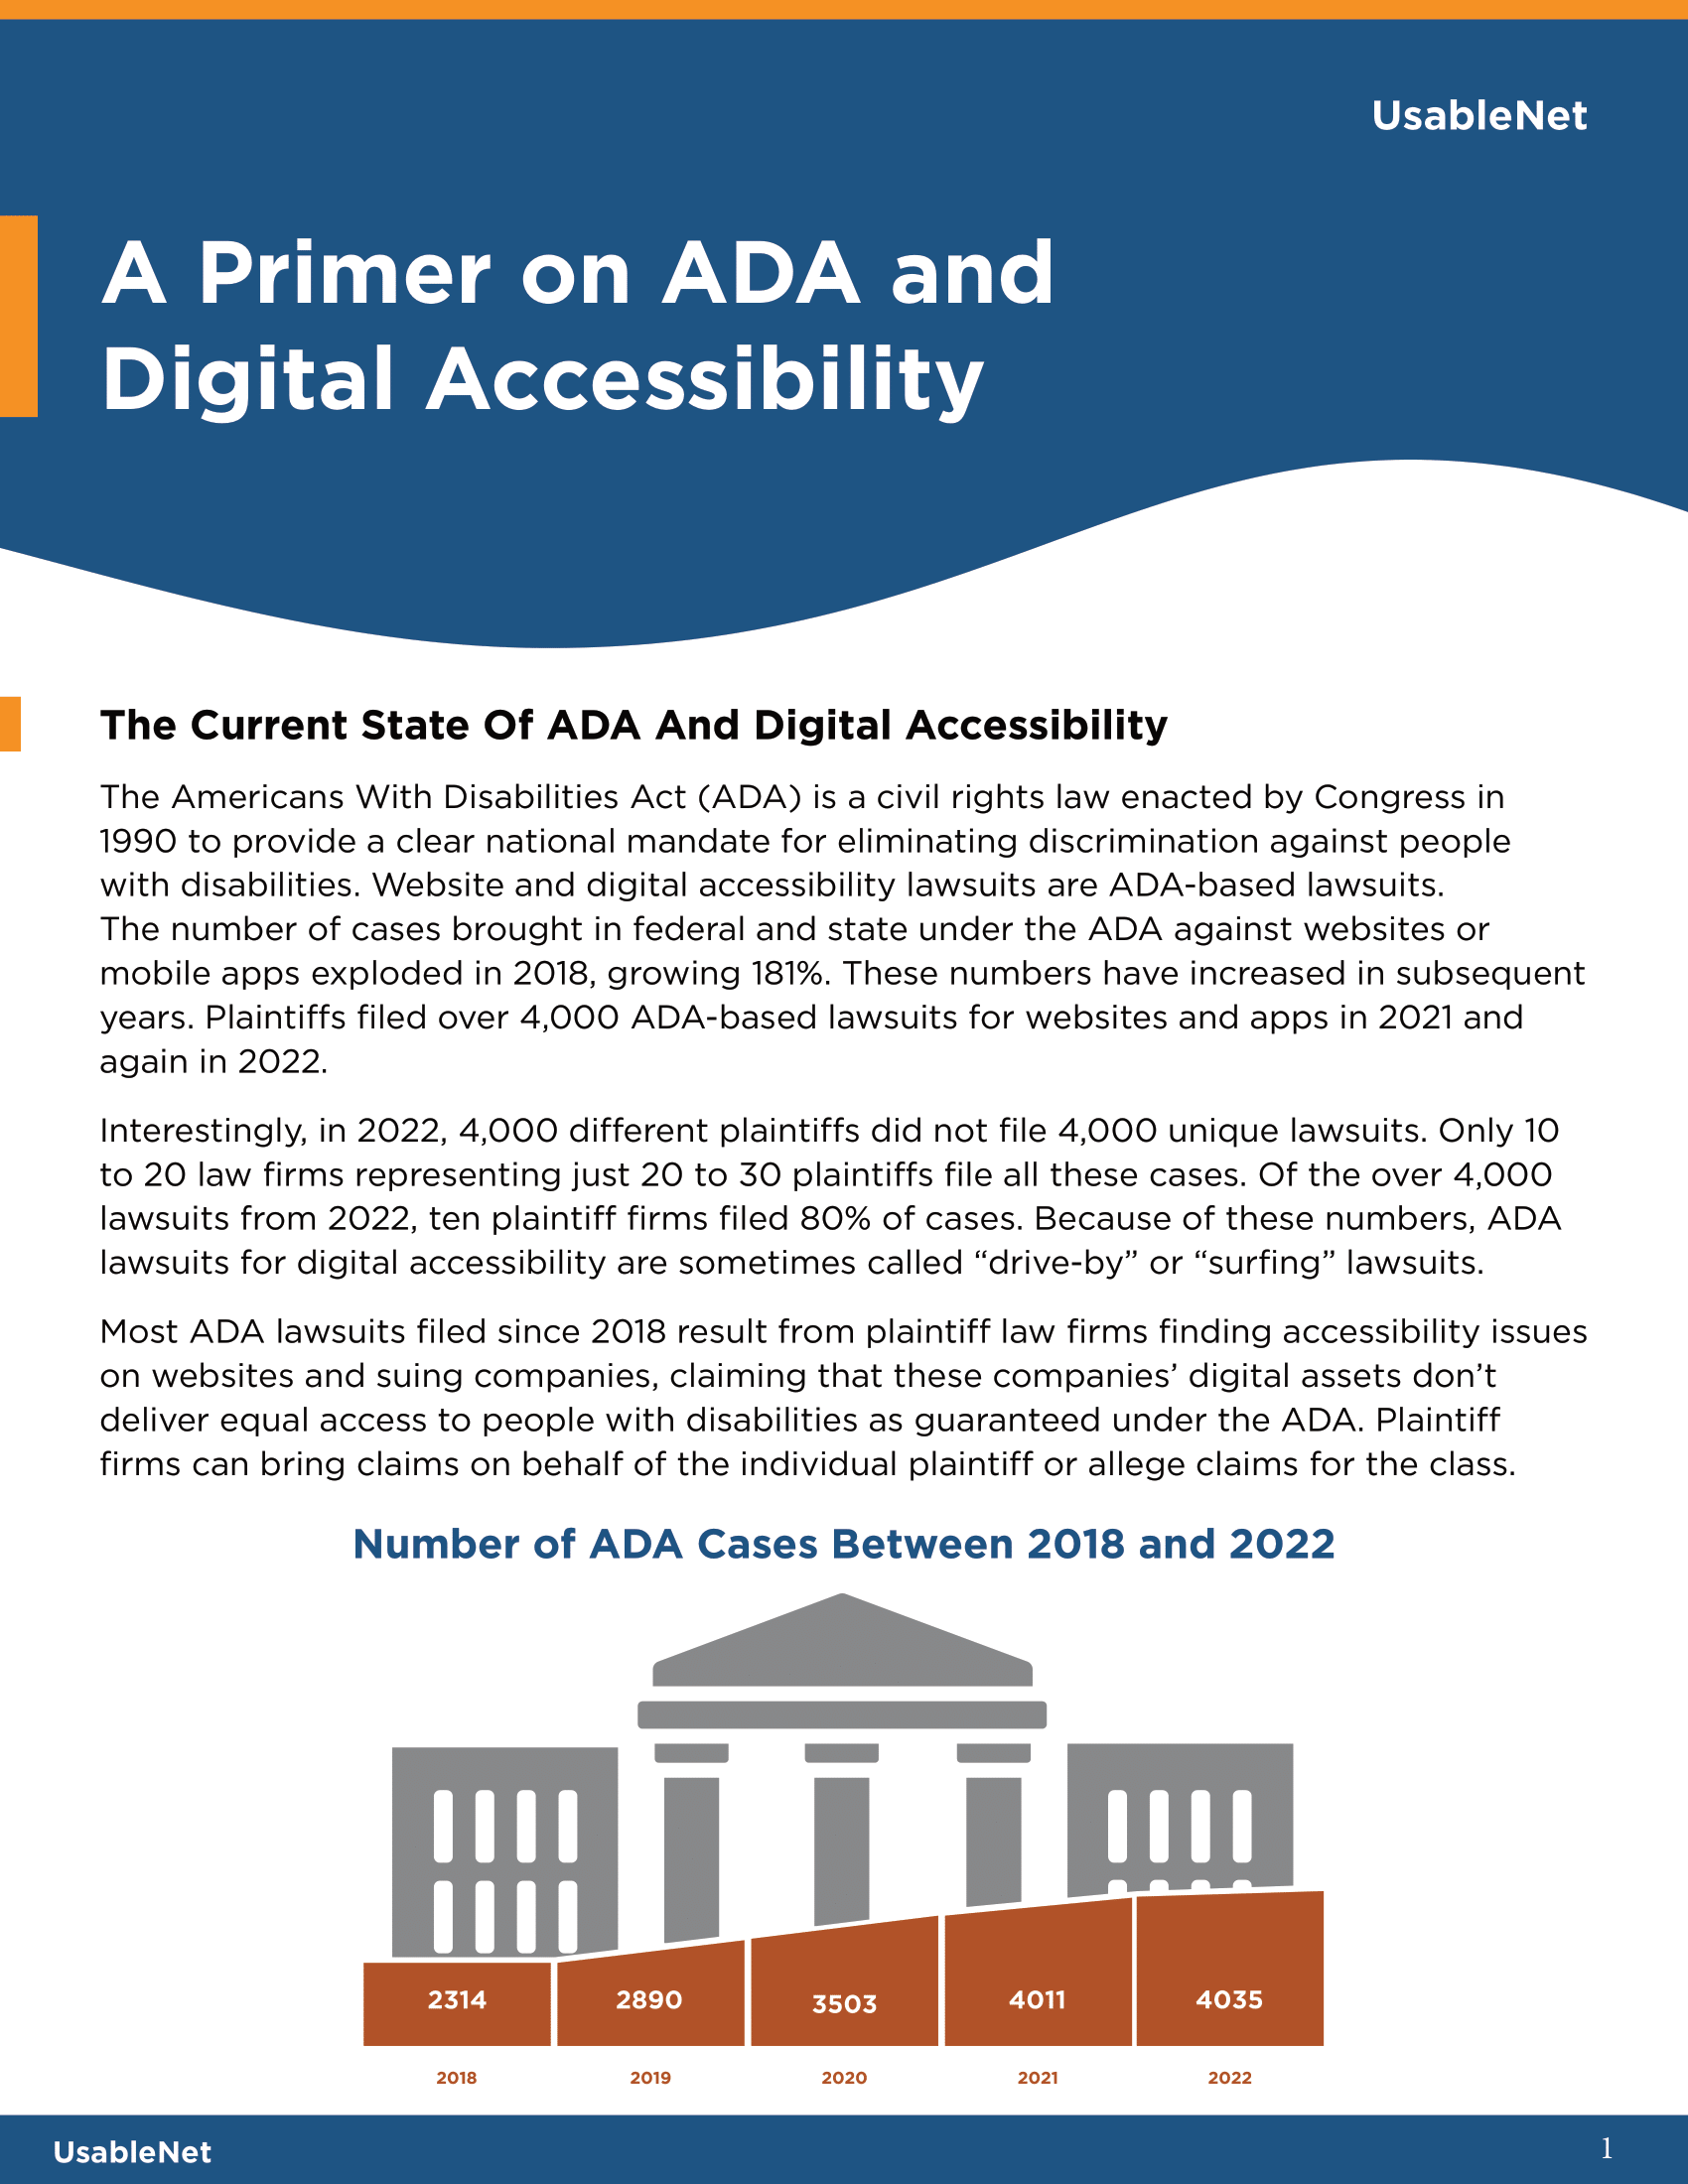 UsableNet
A Primer on ADA and
Digital Accessibility
The Current State Of ADA And Digital Accessibility
The Americans With Disabilities Act (ADA) is a civil rights law enacted by Congress in
1990 to provide a clear national mandate for eliminating discrimination against people
with disabilities. Website and digital accessibility lawsuits are ADA-based lawsuits.
The number of cases brought in federal and state under the ADA against websites or
mobile apps exploded in 2018, growing 181%. These numbers have increased in subsequent
years. Plaintiffs filed over 4,000 ADA-based lawsuits for websites and apps in 2021 and
again in 2022.
Interestingly, in 2022, 4,000 different plaintiffs did not file 4,000 unique lawsuits. Only 10
to 20 law firms representing just 20 to 30 plaintiffs file all these cases. Of the over 4,000
lawsuits from 2022, ten plaintiff firms filed 80% of cases. Because of these numbers, ADA
lawsuits for digital accessibility are sometimes called “drive-by” or “surfing” lawsuits.
Most ADA lawsuits filed since 2018 result from plaintiff law firms finding accessibility issues
on websites and suing companies, claiming that these companies’ digital assets don’t
deliver equal access to people with disabilities as guaranteed under the ADA. Plaintiff
firms can bring claims on behalf of the individual plaintiff or allege claims for the class.
Number of ADA Cases Between 2018 and 2022
2314 2890 3503 4011 4035
2018 2019 2020 2021 2022
UsableNet 1